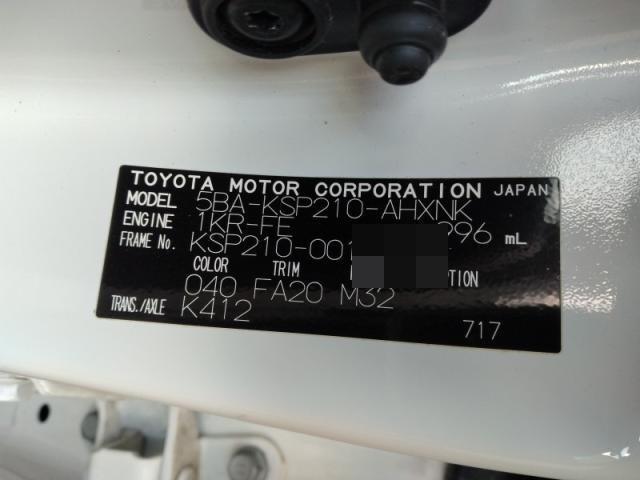 TOYOTA MOTOR CORPORATION JAPAN
MODEL 5BA-KSP210-AHXNK
ENGINE 1KR-FE 296 mL
FRAME No. KSP210-001
COLOR TRIM
040 FA20 M32
TRANS./AXLE K412
717